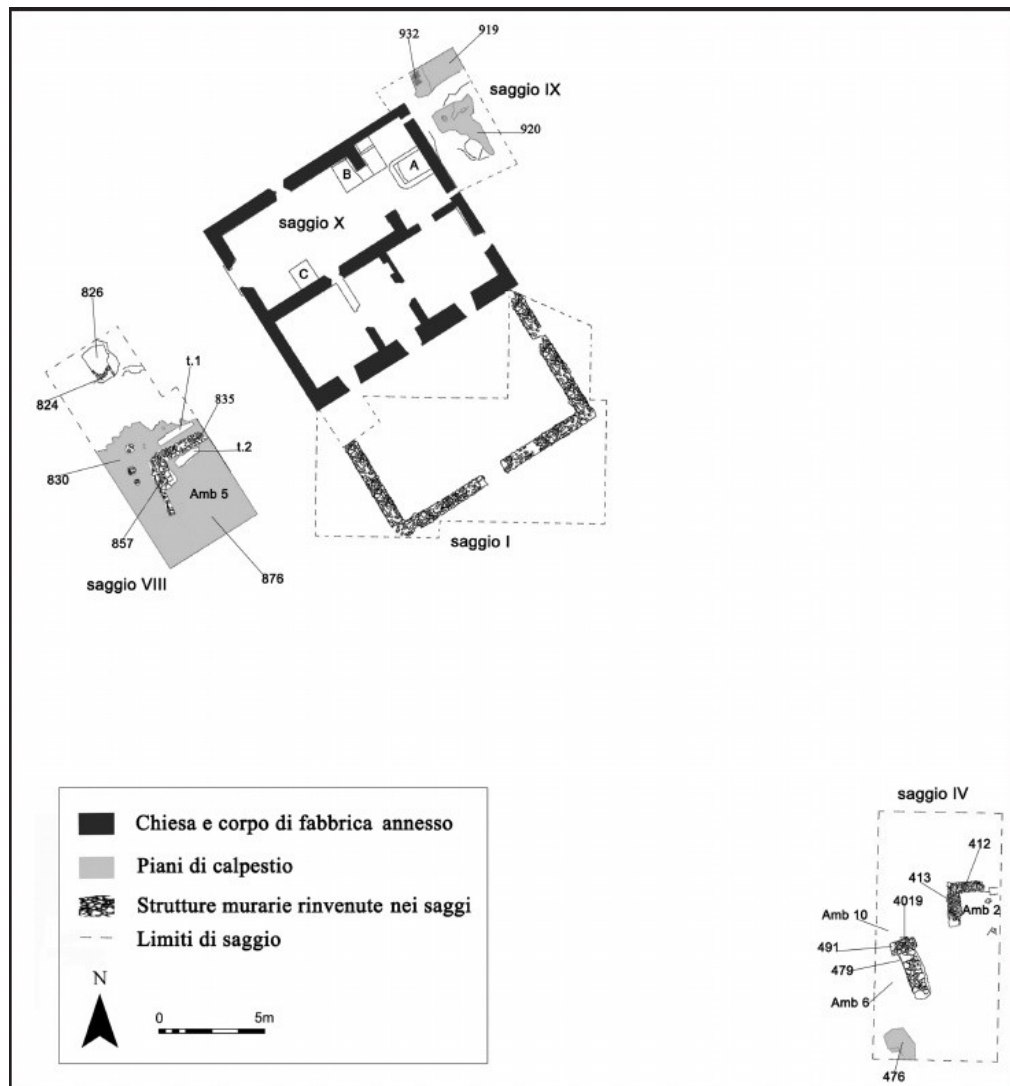 932
919
saggio IX
920
A
B
saggio X
C
826
t.1
824
835
t.2
830
Amb 5
857
saggio I
876
saggio VIII
saggio IV
412
413
4019
Amb 2
Amb 10
491
479
Amb 6
476
Chiesa e corpo di fabbrica annesso
Piani di calpestio
Strutture murarie rinvenute nei saggi
Limiti di saggio
N
0 5m